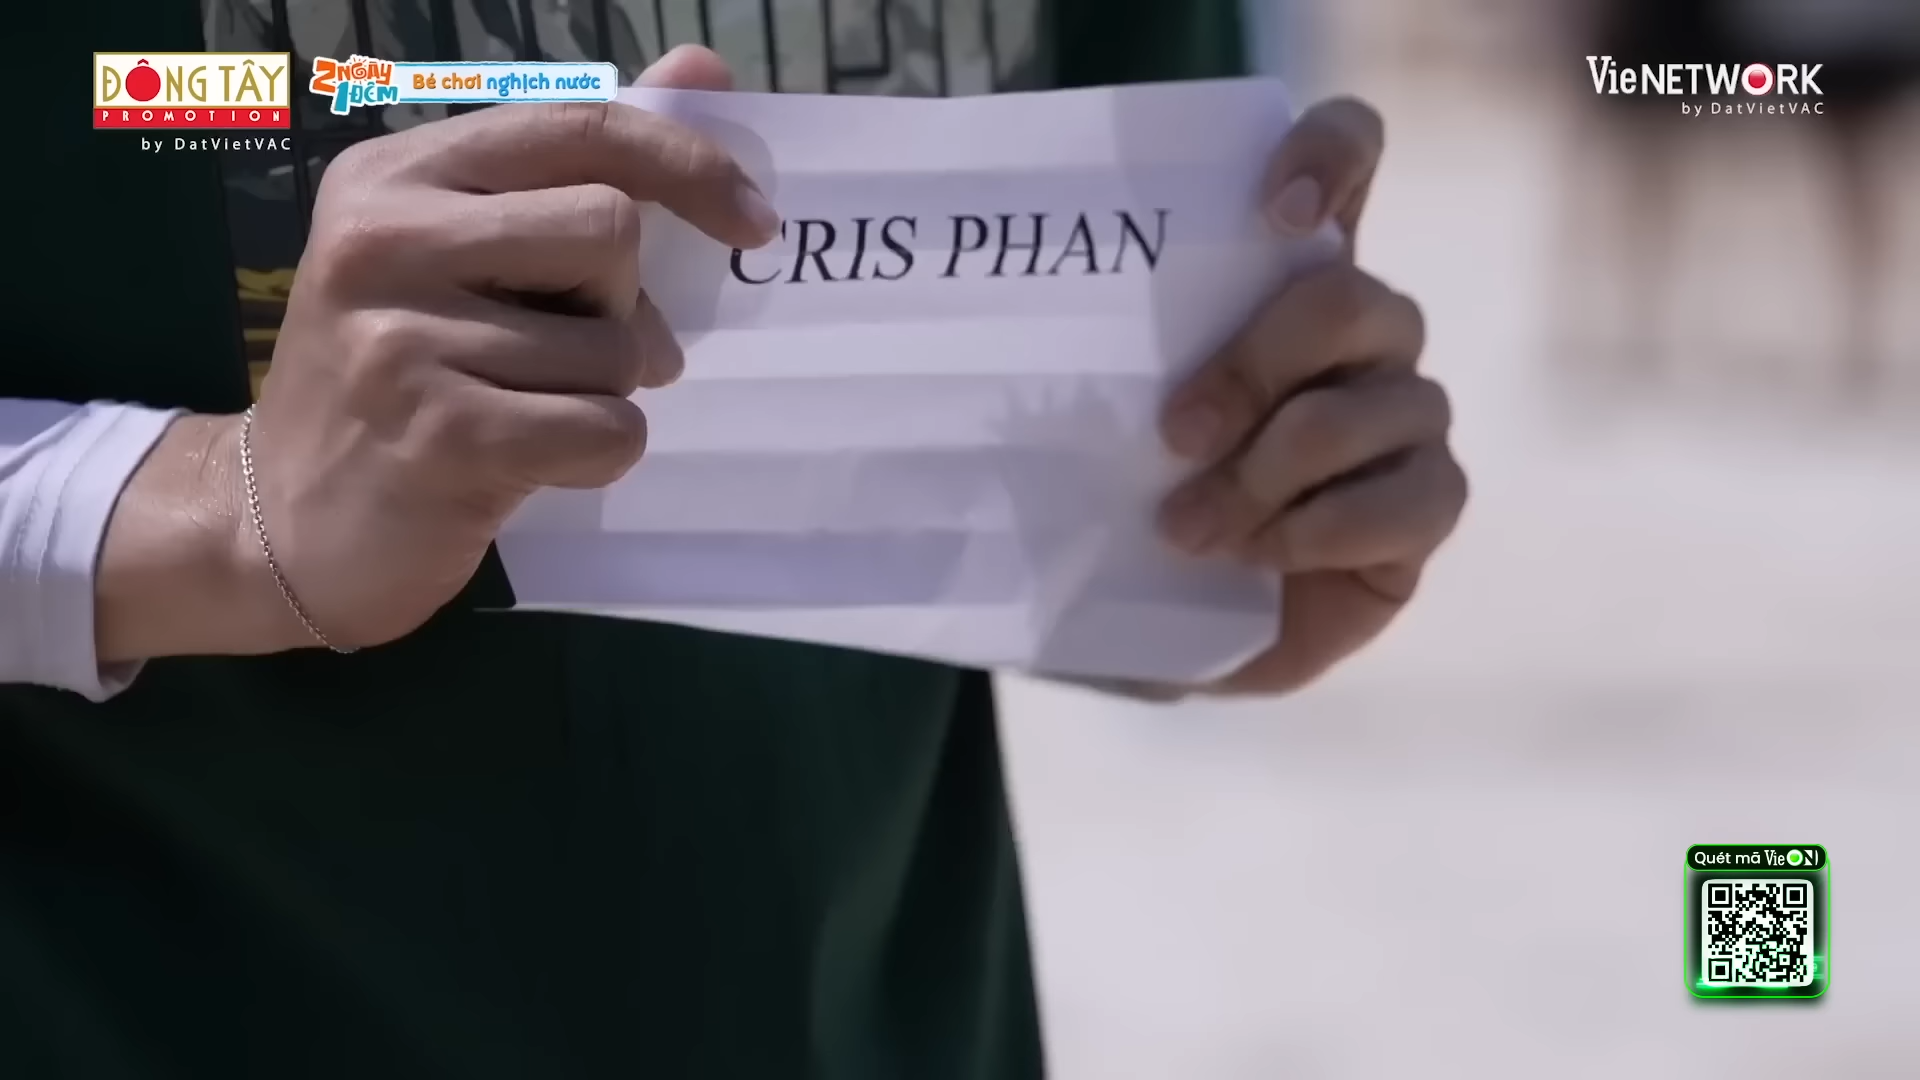 ĐÔNG TÂY
PROMOTION
by DatVietVAC
2 NGÀY 1 ĐÊM
Bé chơi nghịch nước
VieNETWORK
by DatVietVAC
CRIS PHAN
Quét mã VieON